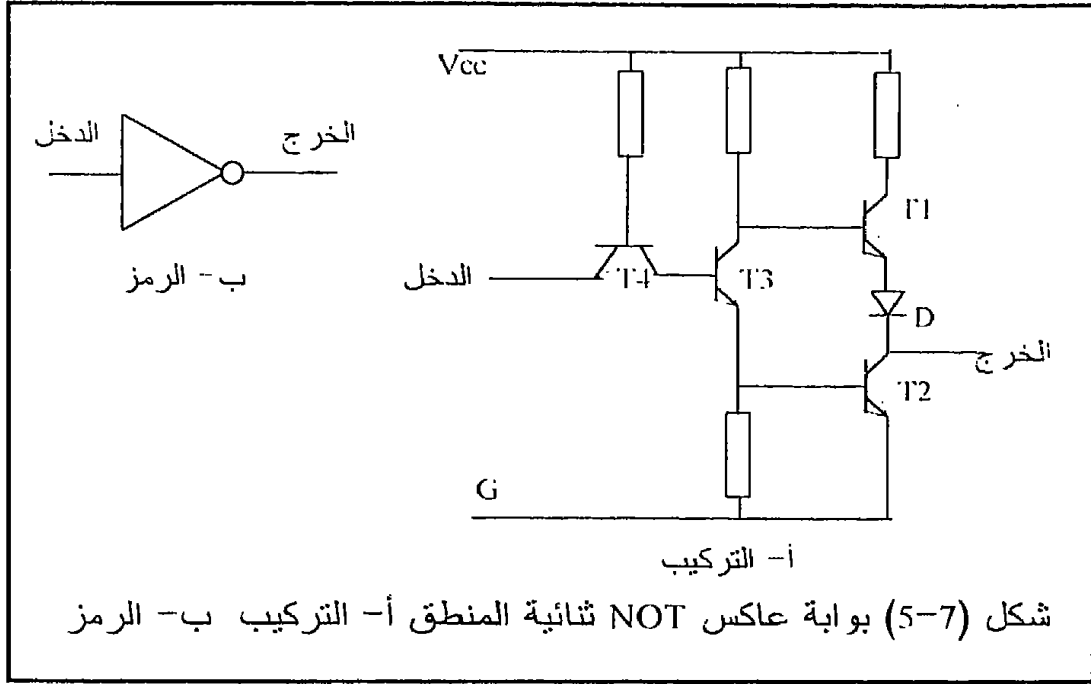 الدخل
الخرج
ب- الرمز
Vcc
T1
الدخل
T4
T3
D
الخرج
T2
G
أ- التركيب
شكل (7-5) بوابة عاكس NOT ثنائية المنطق أ- التركيب ب- الرمز